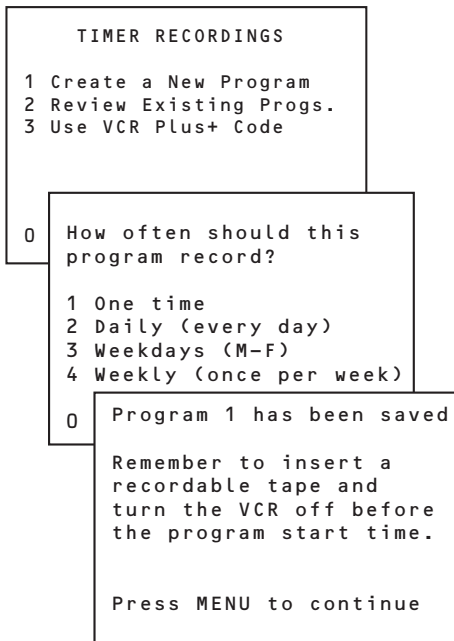 TIMER RECORDINGS
1 Create a New Program
2 Review Existing Progs.
3 Use VCR Plus+ Code
0
How often should this
program record?
1 One time
2 Daily (every day)
3 Weekdays (M–F)
4 Weekly (once per week)
0
Program 1 has been saved
Remember to insert a
recordable tape and
turn the VCR off before
the program start time.
Press MENU to continue